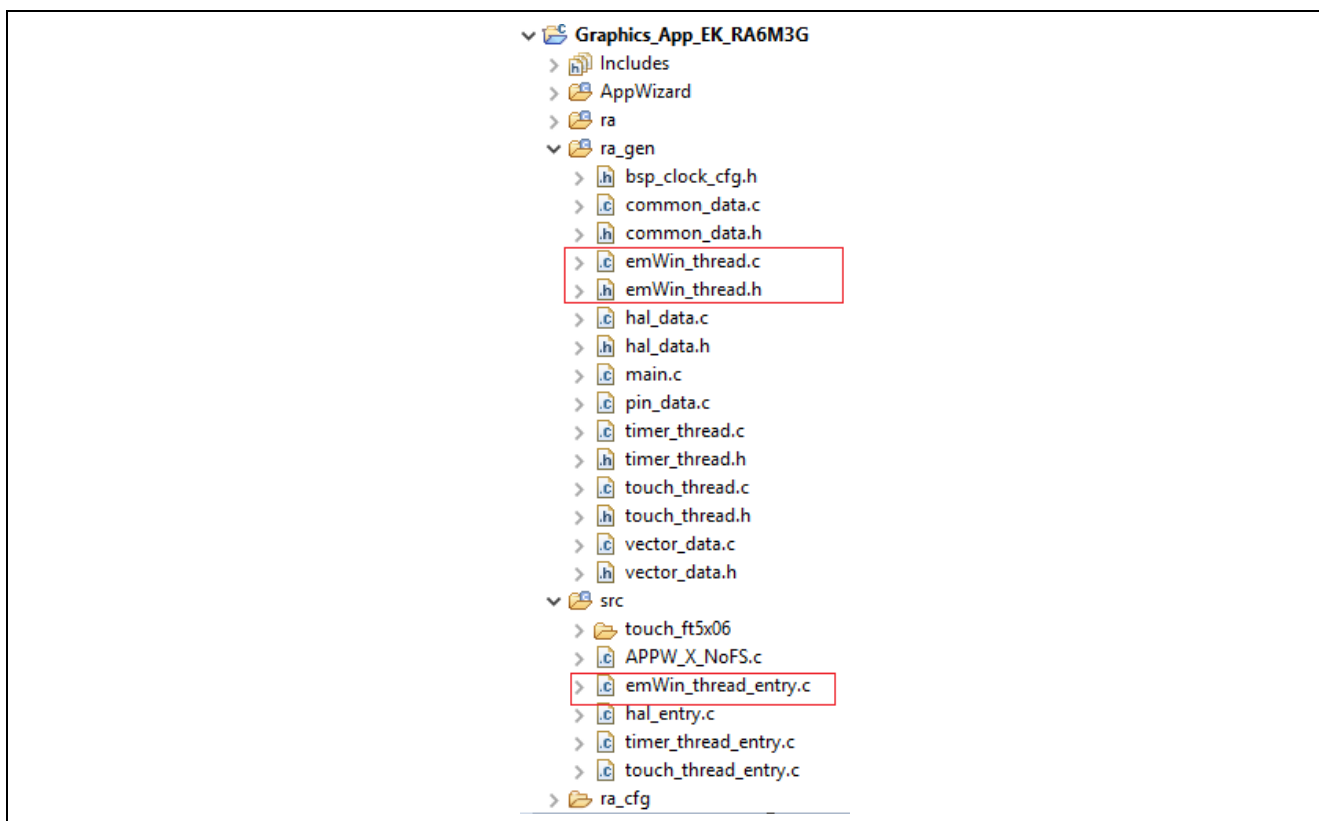 Graphics_App_EK_RA6M3G
Includes
AppWizard
ra
ra_gen
bsp_clock_cfg.h
common_data.c
common_data.h
emWin_thread.c
emWin_thread.h
hal_data.c
hal_data.h
main.c
pin_data.c
timer_thread.c
timer_thread.h
touch_thread.c
touch_thread.h
vector_data.c
vector_data.h
src
touch_ft5x06
APPW_X_NoFS.c
emWin_thread_entry.c
hal_entry.c
timer_thread_entry.c
touch_thread_entry.c
ra_cfg